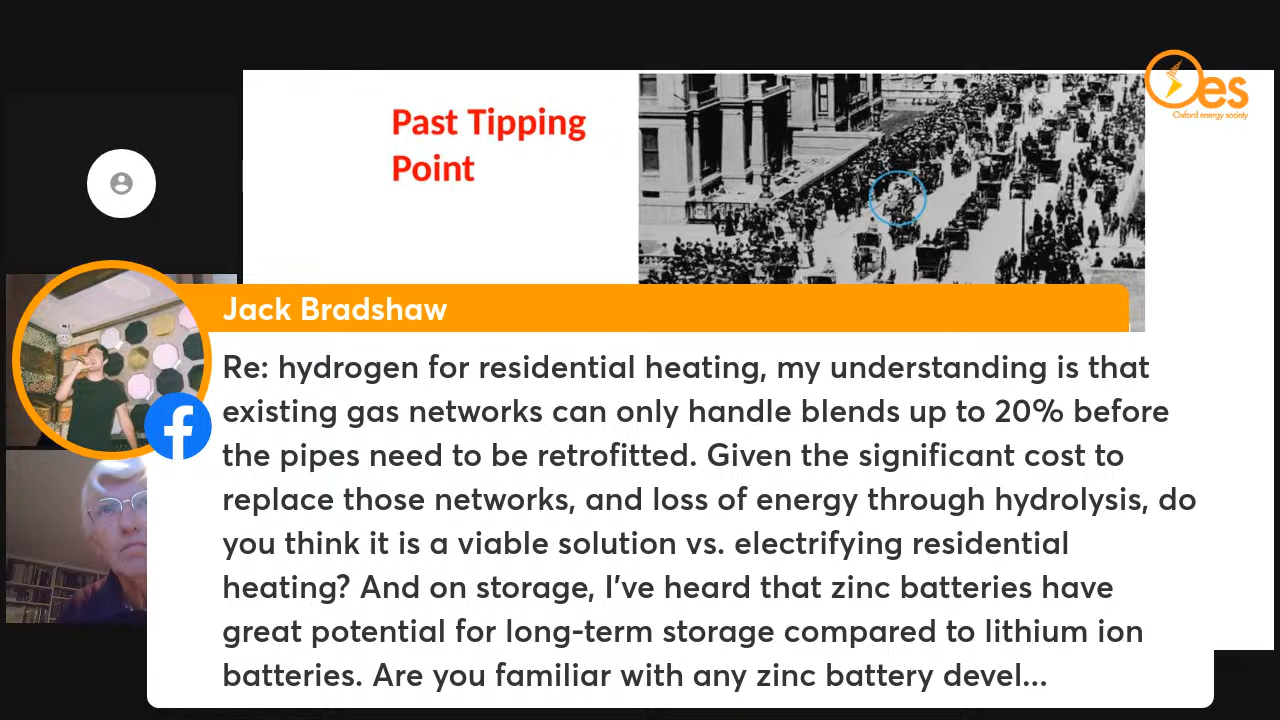 Past Tipping
Point
es
Oxford energy society
Jack Bradshaw
Re: hydrogen for residential heating, my understanding is that
existing gas networks can only handle blends up to 20% before
the pipes need to be retrofitted. Given the significant cost to
replace those networks, and loss of energy through hydrolysis, do
you think it is a viable solution vs. electrifying residential
heating? And on storage, I've heard that zinc batteries have
great potential for long-term storage compared to lithium ion
batteries. Are you familiar with any zinc battery devel...